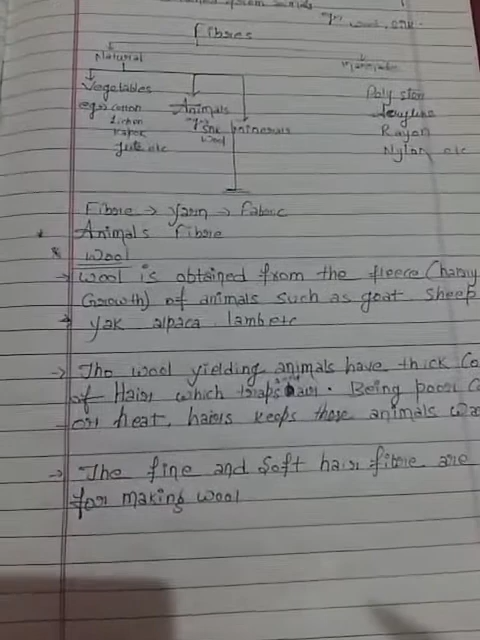 Fibres
Natural
Vegetables
Animals
Polyster
eg: cotton
Silk
minerals
Rayon
wool
Nylon etc
Jute etc
Fibre → Yarn → Fabric
* Animals Fibre
* Wool
→ Wool is obtained from the fleece (Hairy
Growth) of animals such as goat sheep
→ yak alpaca lamb etc
→ The wool yielding animals have thick
of Hair which traps air. Being poor
of heat, hairs keeps these animals
→ The fine and soft hair fibre are
for making wool